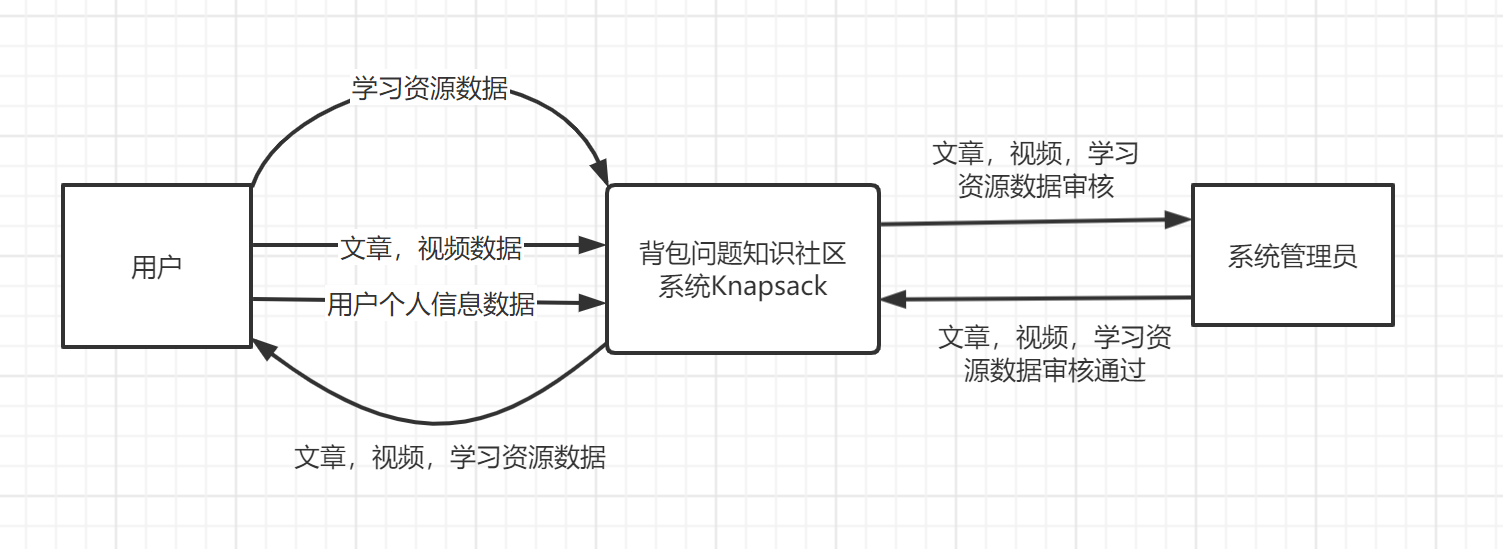 学习资源数据
文章，视频，学习
资源数据审核
用户
文章，视频数据
背包问题知识社区
系统Knapsack
系统管理员
用户个人信息数据
文章，视频，学习资
源数据审核通过
文章，视频，学习资源数据